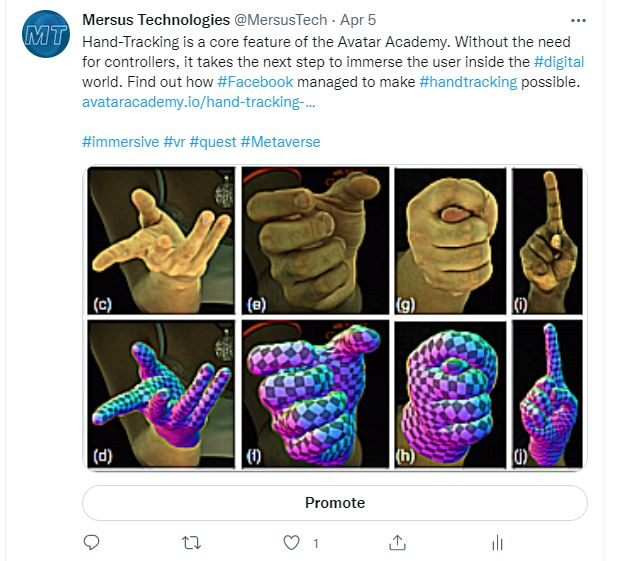 MT
Mersus Technologies @MersusTech · Apr 5
Hand-Tracking is a core feature of the Avatar Academy. Without the need
for controllers, it takes the next step to immerse the user inside the #digital
world. Find out how #Facebook managed to make #handtracking possible.
avataracademy.io/hand-tracking-...
#immersive #vr #quest #Metaverse
(c) (e) (g) (i)
(d) (f) (h) (j)
Promote
1